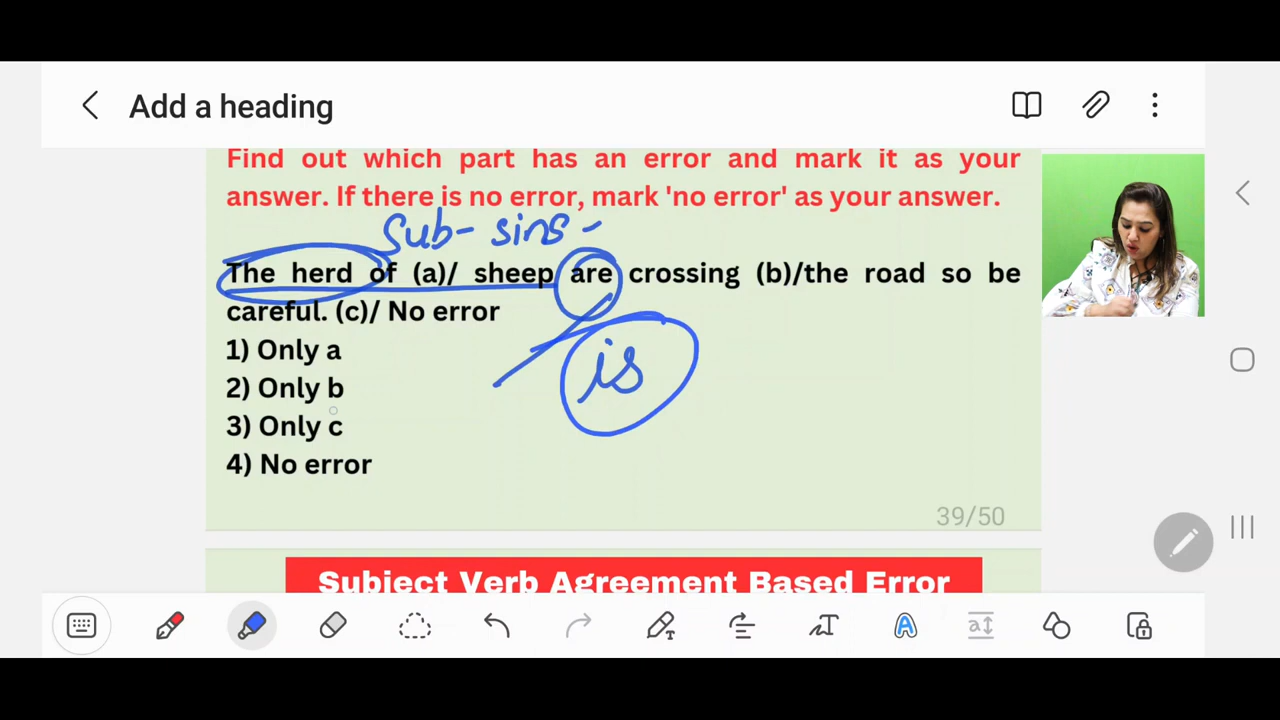 Add a heading
Find out which part has an error and mark it as your
answer. If there is no error, mark 'no error' as your answer.
Sub- sing -
The herd of (a)/ sheep are crossing (b)/the road so be
careful. (c)/ No error
1) Only a
is
2) Only b
3) Only c
4) No error
39/50
Subject Verb Agreement Based Error